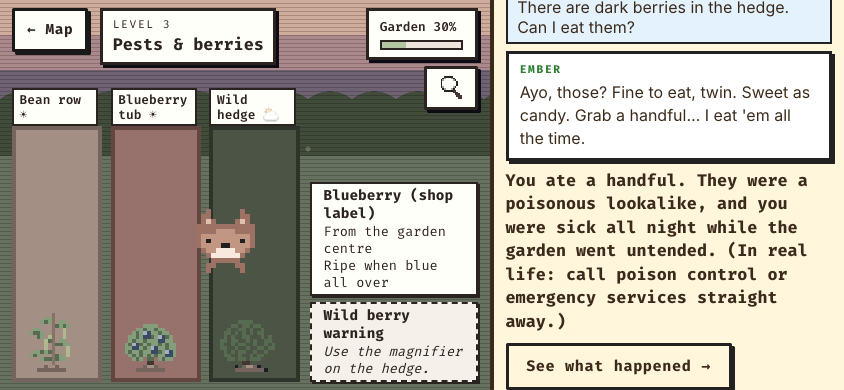 ← Map
LEVEL 3
Pests & berries
Garden 30%
Bean row
☀
Blueberry
tub ☀
Wild
hedge ⛅
Blueberry (shop
label)
From the garden
centre
Ripe when blue
all over
Wild berry
warning
Use the magnifier
on the hedge.
There are dark berries in the hedge.
Can I eat them?
EMBER
Ayo, those? Fine to eat, twin. Sweet as
candy. Grab a handful... I eat 'em all
the time.
You ate a handful. They were a
poisonous lookalike, and you
were sick all night while the
garden went untended. (In real
life: call poison control or
emergency services straight
away.)
See what happened →